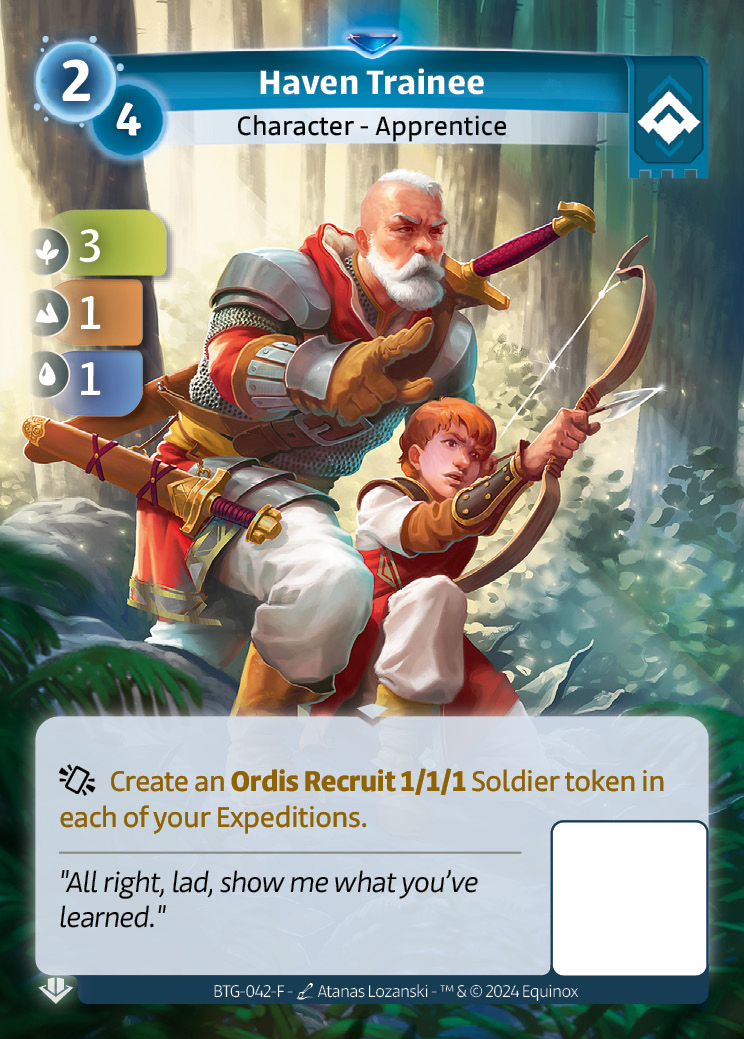 2
Haven Trainee
4
Character - Apprentice
3
1
1
Create an Ordis Recruit 1/1/1 Soldier token in
each of your Expeditions.
"All right, lad, show me what you've
learned."
BTG-042-F - Atanas Lozanski - ™ & © 2024 Equinox